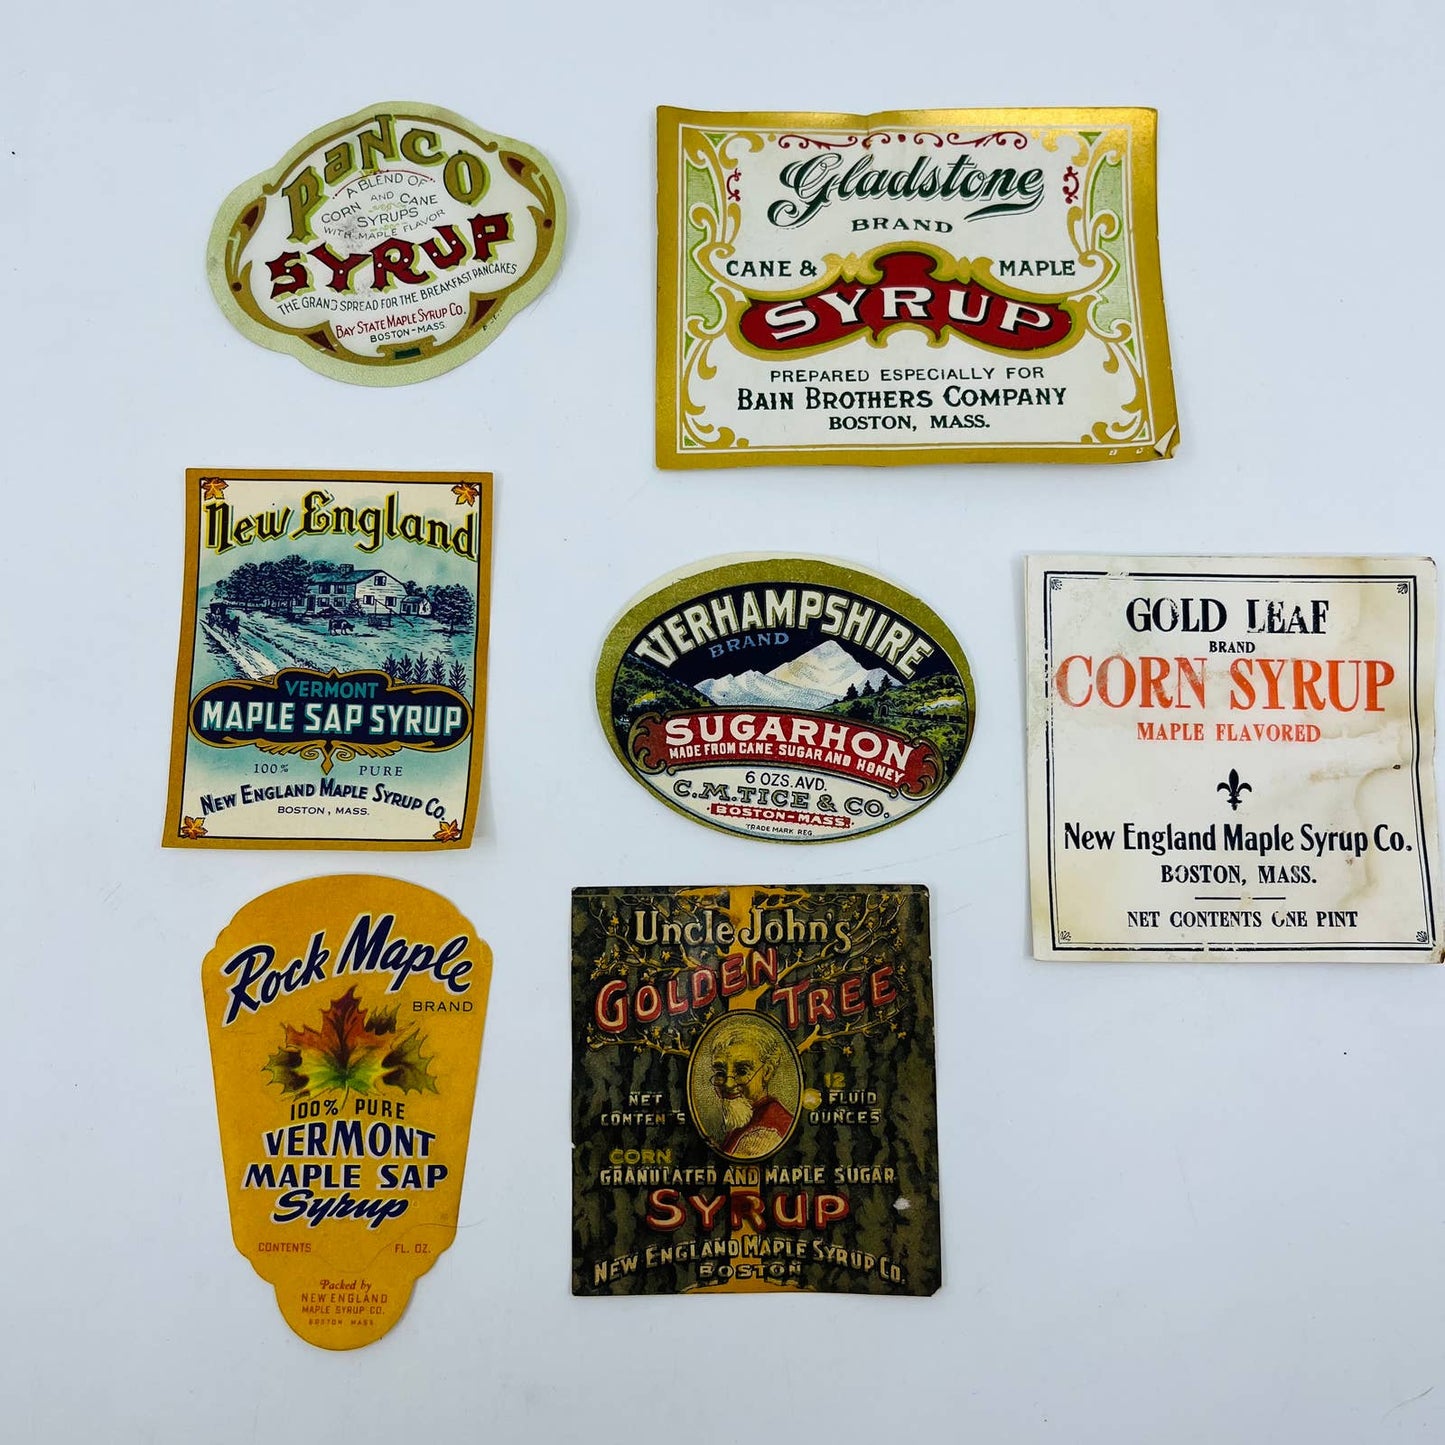 PANCO
A BLEND OF
CORN AND CANE
SYRUPS
WITH MAPLE FLAVOR
SYRUP
THE GRAND SPREAD FOR THE BREAKFAST PANCAKES
BAY STATE MAPLE SYRUP CO.
BOSTON-MASS
Gladstone
BRAND
CANE & MAPLE
SYRUP
PREPARED ESPECIALLY FOR
BAIN BROTHERS COMPANY
BOSTON, MASS.
New England
VERMONT
MAPLE SAP SYRUP
100% PURE
NEW ENGLAND MAPLE SYRUP CO.
BOSTON, MASS.
VERHAMPSHIRE
BRAND
SUGARHON
MADE FROM CANE SUGAR AND HONEY
6 OZS. AVD.
C.M. TICE & CO.
BOSTON-MASS.
TRADE MARK REG
GOLD LEAF
BRAND
CORN SYRUP
MAPLE FLAVORED
New England Maple Syrup Co.
BOSTON, MASS.
NET CONTENTS ONE PINT
Rock Maple
BRAND
100% PURE
VERMONT
MAPLE SAP
Syrup
CONTENTS FL. OZ.
Packed by
NEW ENGLAND
MAPLE SYRUP CO.
BOSTON MASS.
Uncle John's
GOLDEN
TREE
NET CONTENTS
12 FLUID
OUNCES
CORN
GRANULATED AND MAPLE SUGAR
SYRUP
NEW ENGLAND MAPLE SYRUP CO.
BOSTON